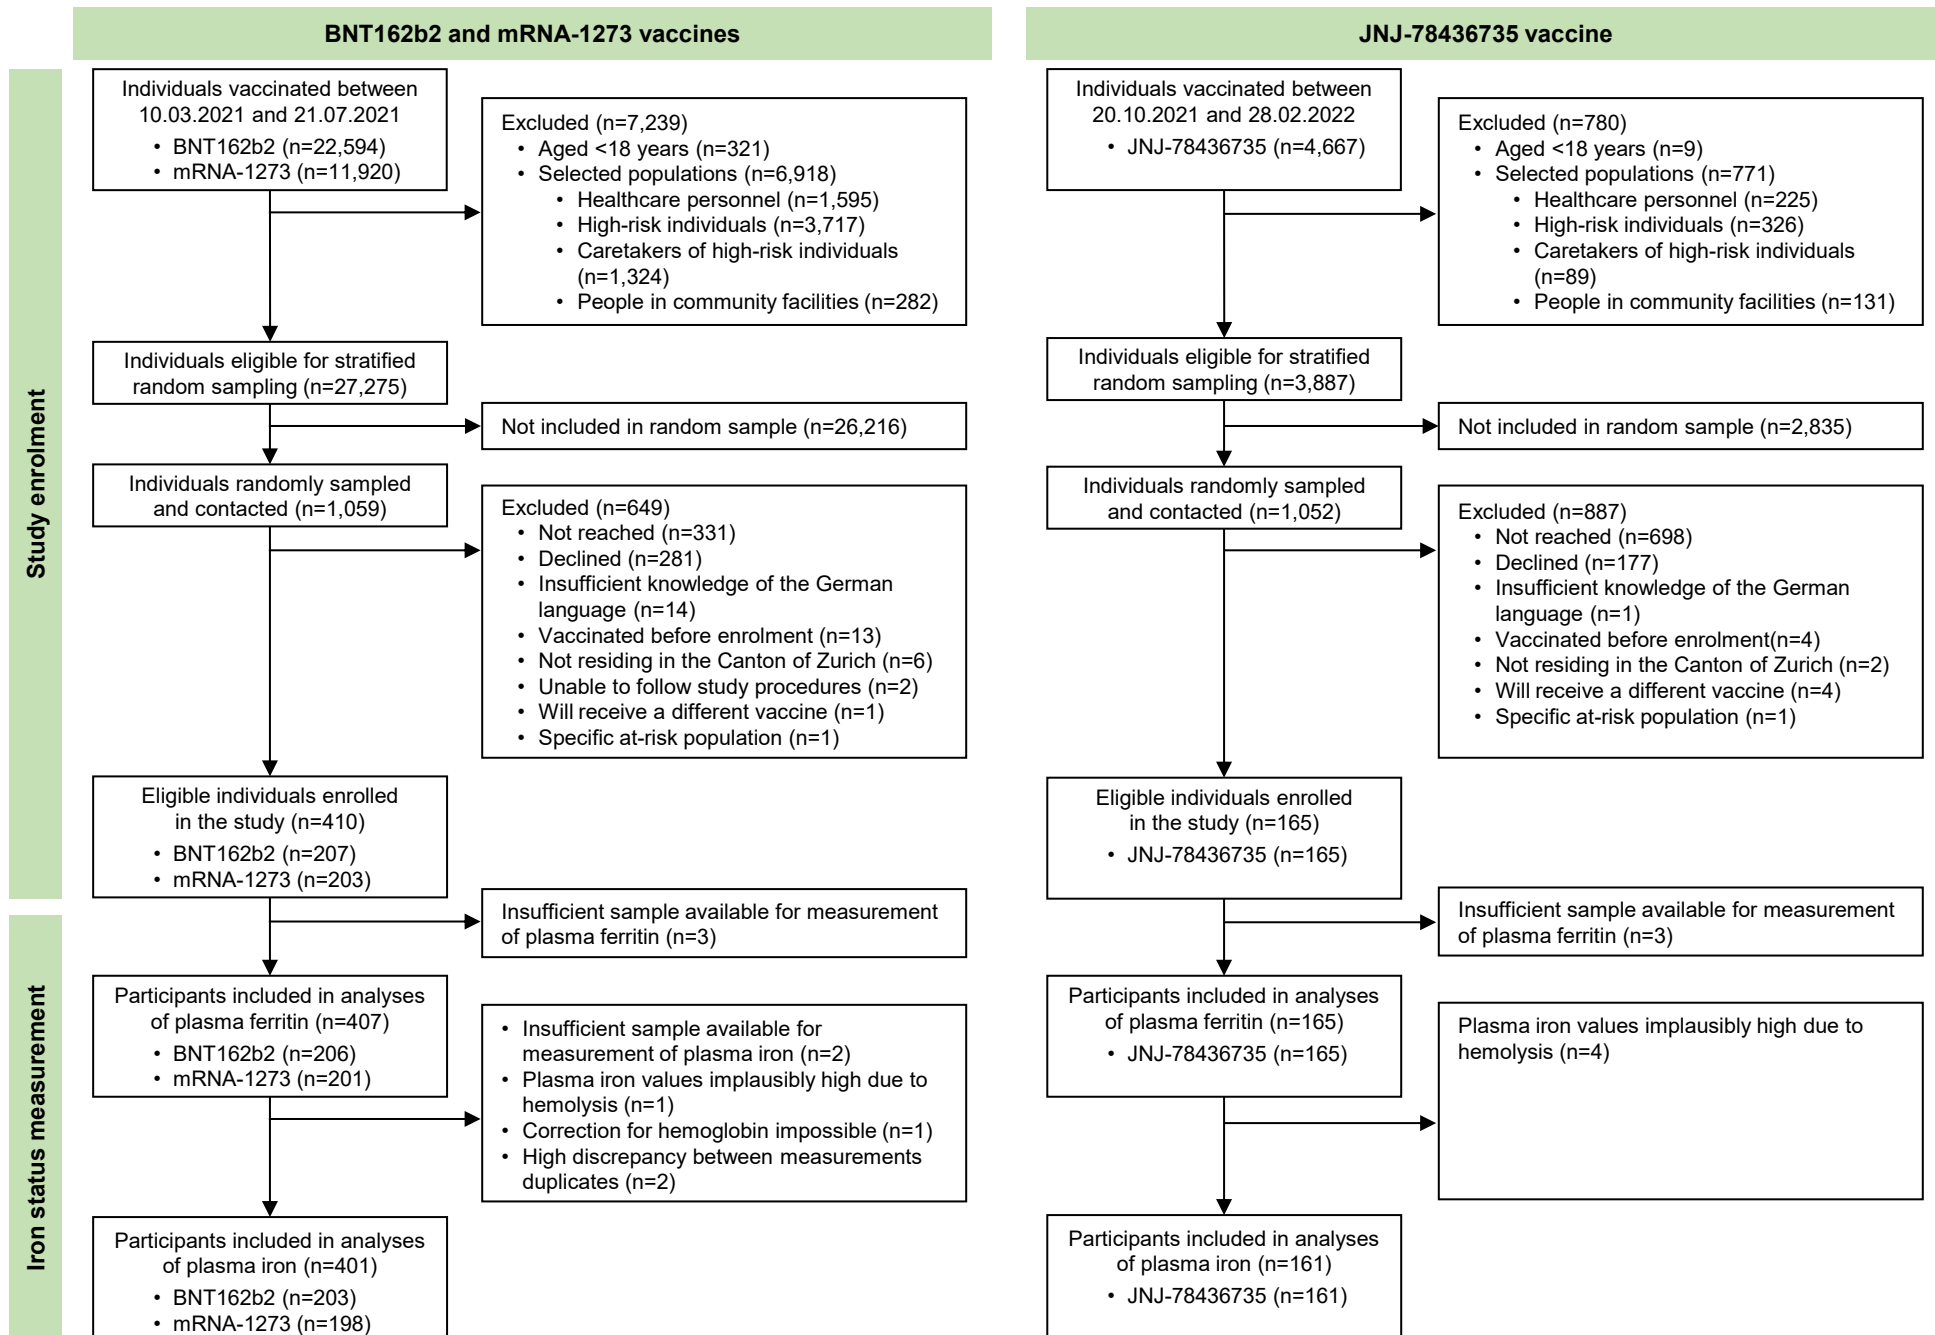 BNT162b2 and mRNA-1273 vaccines
Study enrolment
Individuals vaccinated between
10.03.2021 and 21.07.2021
• BNT162b2 (n=22,594)
• mRNA-1273 (n=11,920)
Excluded (n=7,239)
• Aged <18 years (n=321)
• Selected populations (n=6,918)
• Healthcare personnel (n=1,595)
• High-risk individuals (n=3,717)
• Caretakers of high-risk individuals
(n=1,324)
• People in community facilities (n=282)
Individuals eligible for stratified
random sampling (n=27,275)
Not included in random sample (n=26,216)
Individuals randomly sampled
and contacted (n=1,059)
Excluded (n=649)
• Not reached (n=331)
• Declined (n=281)
• Insufficient knowledge of the German
language (n=14)
• Vaccinated before enrolment (n=13)
• Not residing in the Canton of Zurich (n=6)
• Unable to follow study procedures (n=2)
• Will receive a different vaccine (n=1)
• Specific at-risk population (n=1)
Eligible individuals enrolled
in the study (n=410)
• BNT162b2 (n=207)
• mRNA-1273 (n=203)
Iron status measurement
Insufficient sample available for measurement
of plasma ferritin (n=3)
Participants included in analyses
of plasma ferritin (n=407)
• BNT162b2 (n=206)
• mRNA-1273 (n=201)
• Insufficient sample available for
measurement of plasma iron (n=2)
• Plasma iron values implausibly high due to
hemolysis (n=1)
• Correction for hemoglobin impossible (n=1)
• High discrepancy between measurements
duplicates (n=2)
Participants included in analyses
of plasma iron (n=401)
• BNT162b2 (n=203)
• mRNA-1273 (n=198)
JNJ-78436735 vaccine
Individuals vaccinated between
20.10.2021 and 28.02.2022
• JNJ-78436735 (n=4,667)
Excluded (n=780)
• Aged <18 years (n=9)
• Selected populations (n=771)
• Healthcare personnel (n=225)
• High-risk individuals (n=326)
• Caretakers of high-risk individuals
(n=89)
• People in community facilities (n=131)
Individuals eligible for stratified
random sampling (n=3,887)
Not included in random sample (n=2,835)
Individuals randomly sampled
and contacted (n=1,052)
Excluded (n=887)
• Not reached (n=698)
• Declined (n=177)
• Insufficient knowledge of the German
language (n=1)
• Vaccinated before enrolment(n=4)
• Not residing in the Canton of Zurich (n=2)
• Will receive a different vaccine (n=4)
• Specific at-risk population (n=1)
Eligible individuals enrolled
in the study (n=165)
• JNJ-78436735 (n=165)
Insufficient sample available for measurement
of plasma ferritin (n=3)
Participants included in analyses
of plasma ferritin (n=165)
• JNJ-78436735 (n=165)
Plasma iron values implausibly high due to
hemolysis (n=4)
Participants included in analyses
of plasma iron (n=161)
• JNJ-78436735 (n=161)